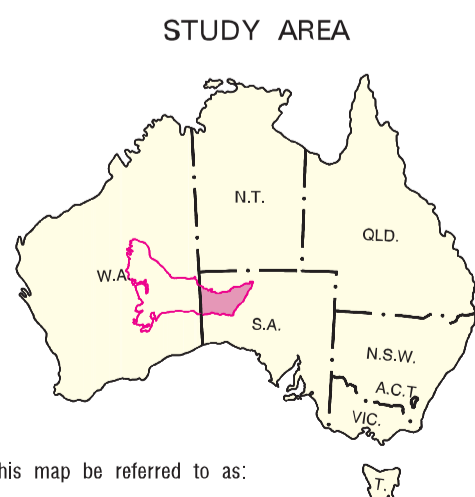 STUDY AREA
N.T.
QLD.
W.A.
S.A.
N.S.W.
A.C.T.
VIC.
his map be referred to as:
T.